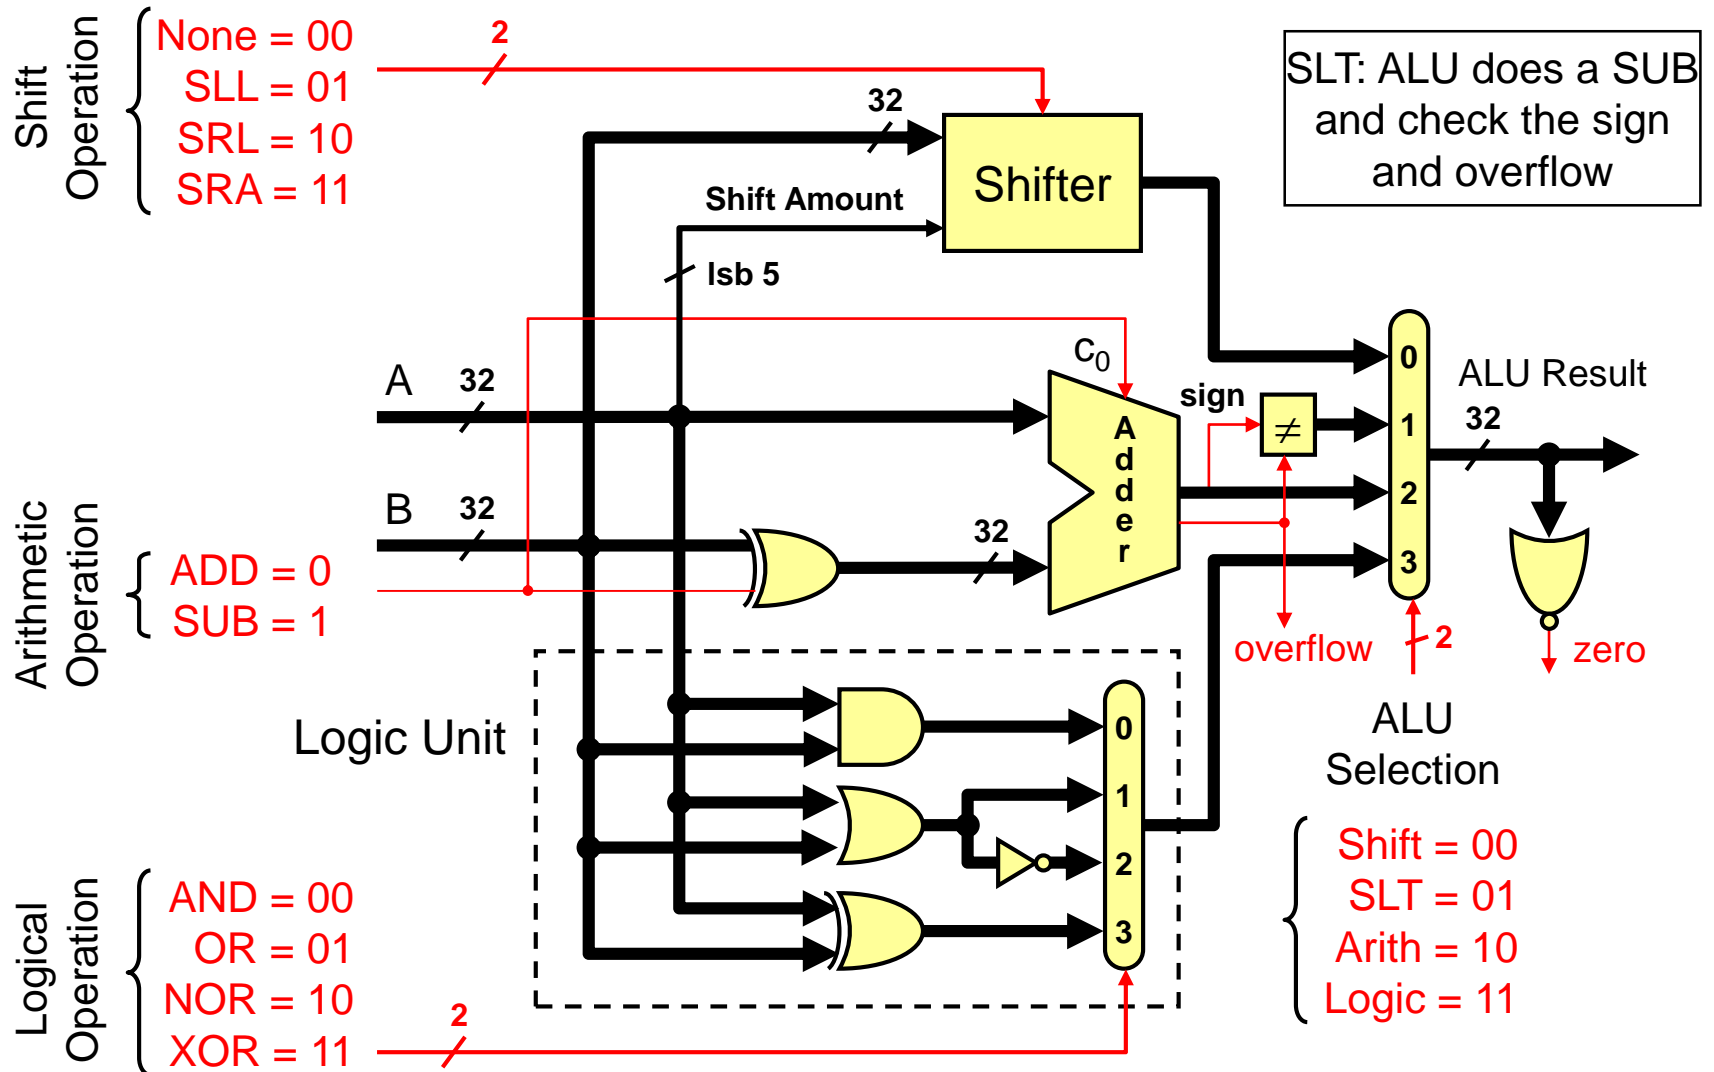 Shift
Operation
None = 00
SLL = 01
SRL = 10
SRA = 11
2
32
Shifter
Shift Amount
lsb 5
SLT: ALU does a SUB
and check the sign
and overflow
A
32
B
32
Arithmetic
Operation
ADD = 0
SUB = 1
c0
Adder
32
sign
≠
overflow
0
1
2
3
2
ALU Result
32
zero
ALU
Selection
Shift = 00
SLT = 01
Arith = 10
Logic = 11
Logic Unit
0
1
2
3
Logical
Operation
AND = 00
OR = 01
NOR = 10
XOR = 11
2